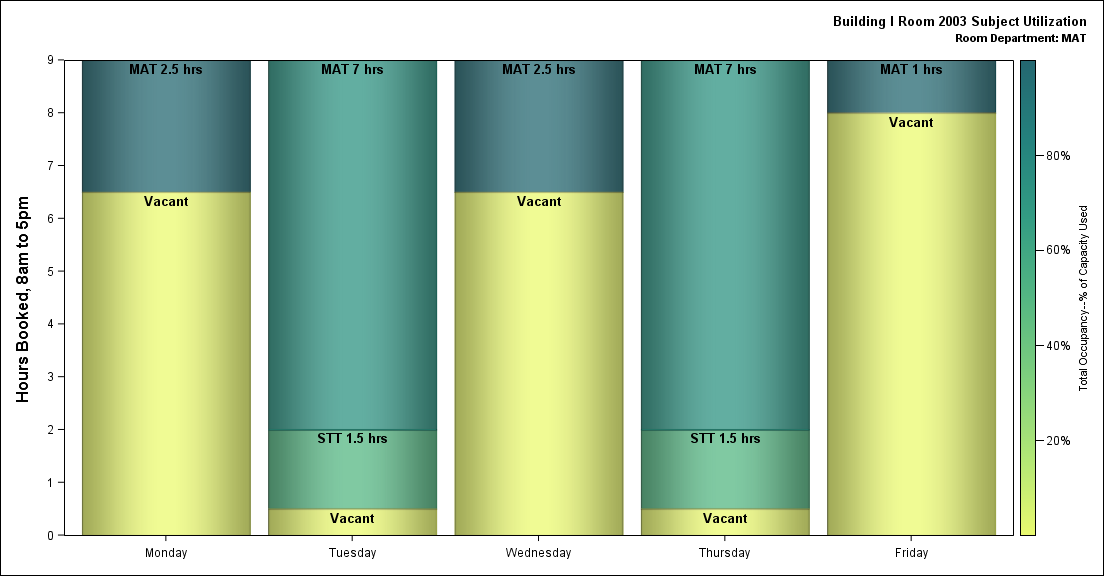 Building I Room 2003 Subject Utilization
Room Department: MAT
Hours Booked, 8am to 5pm
9
8
7
6
5
4
3
2
1
0
MAT 2.5 hrs
Vacant
MAT 7 hrs
STT 1.5 hrs
Vacant
MAT 2.5 hrs
Vacant
MAT 7 hrs
STT 1.5 hrs
Vacant
MAT 1 hrs
Vacant
Monday
Tuesday
Wednesday
Thursday
Friday
80%
60%
40%
20%
Total Occupancy--% of Capacity Used